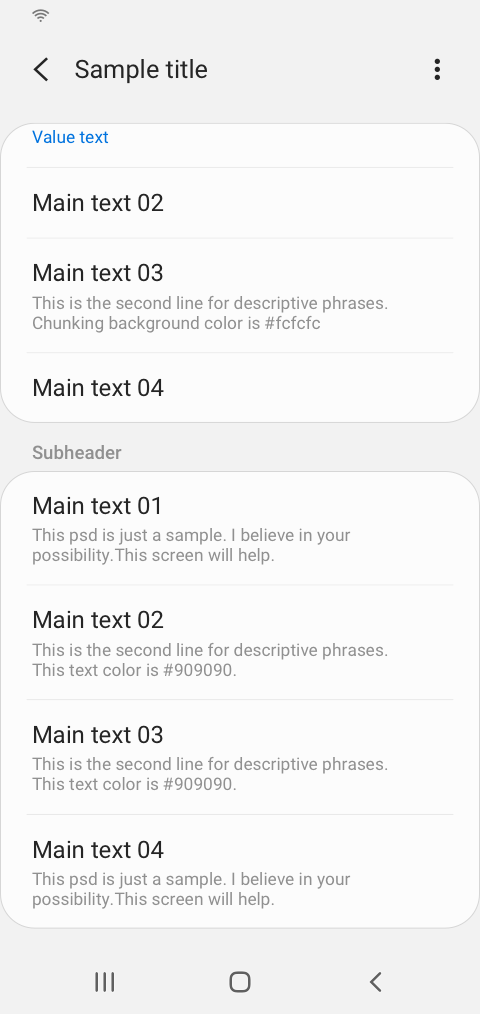 Sample title
Value text
Main text 02
Main text 03
This is the second line for descriptive phrases.
Chunking background color is #fcfcfc
Main text 04
Subheader
Main text 01
This psd is just a sample. I believe in your
possibility.This screen will help.
Main text 02
This is the second line for descriptive phrases.
This text color is #909090.
Main text 03
This is the second line for descriptive phrases.
This text color is #909090.
Main text 04
This psd is just a sample. I believe in your
possibility.This screen will help.